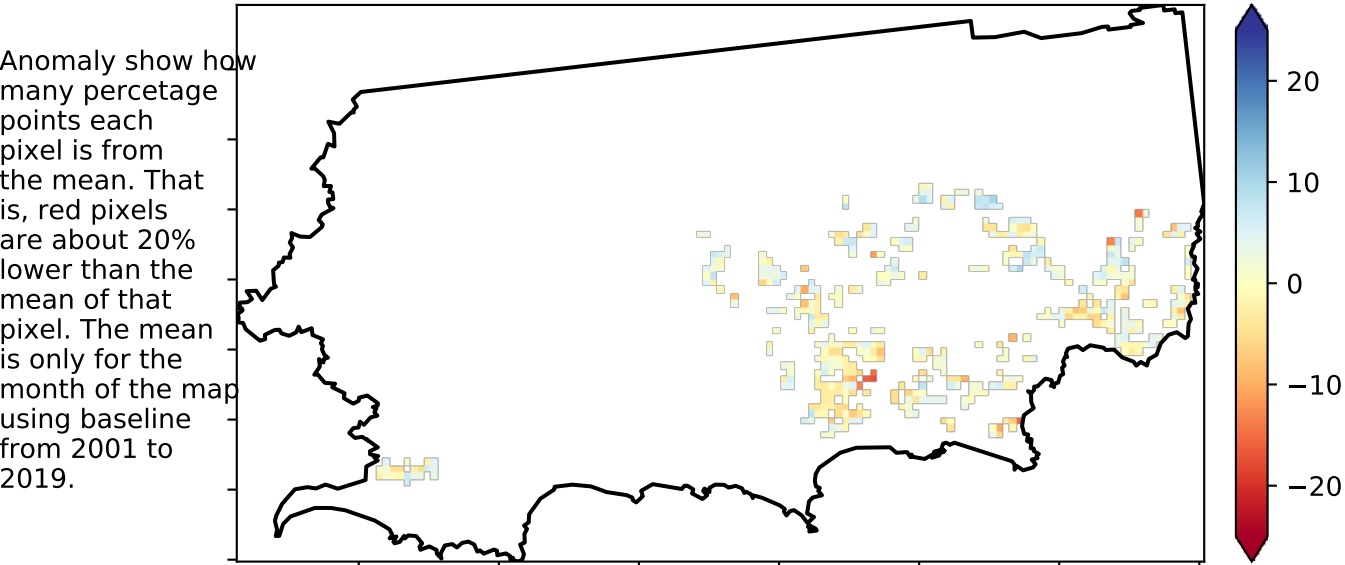 Anomaly show how
many percetage
points each
pixel is from
the mean. That
is, red pixels
are about 20%
lower than the
mean of that
pixel. The mean
is only for the
month of the map
using baseline
from 2001 to
2019.
20
10
0
−10
−20